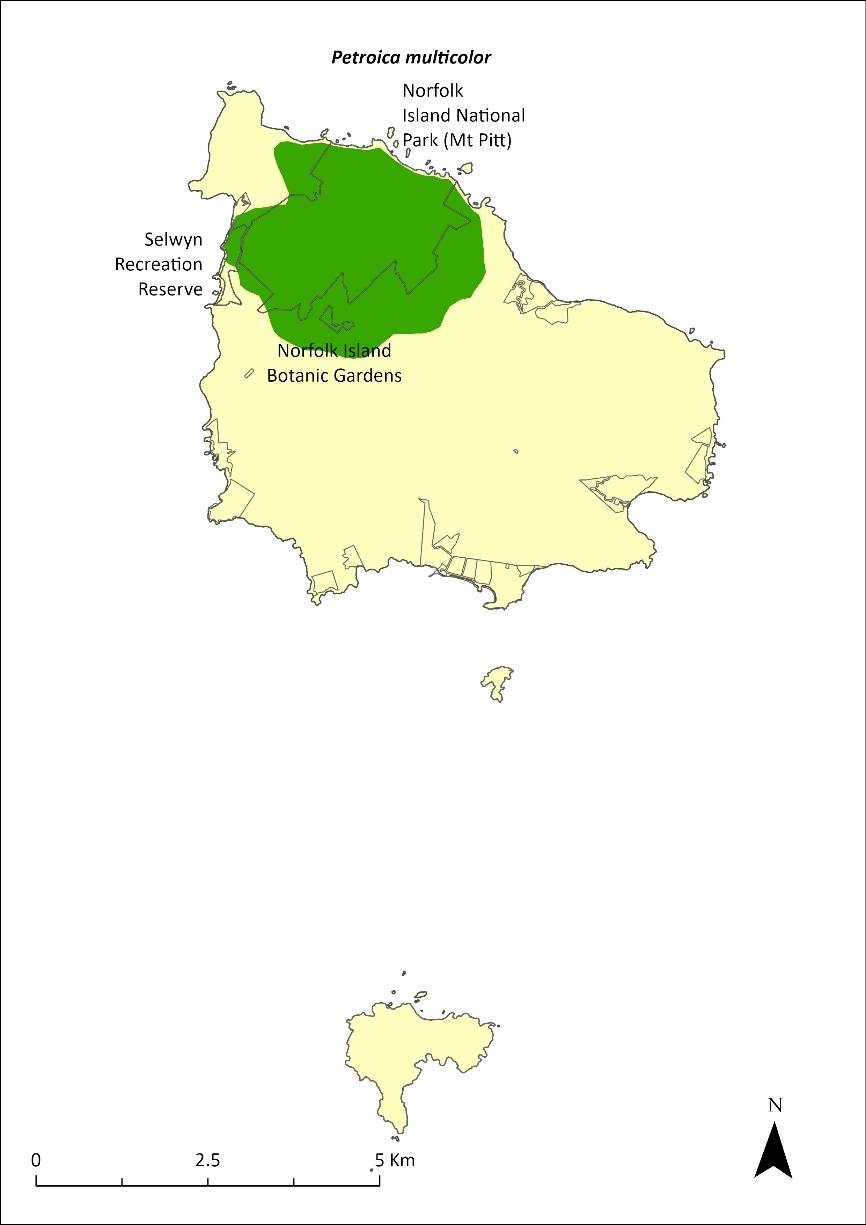 Petroica multicolor
Norfolk
Island National
Park (Mt Pitt)
Selwyn
Recreation
Reserve
Norfolk Island
Botanic Gardens
N
0 2.5 5 Km